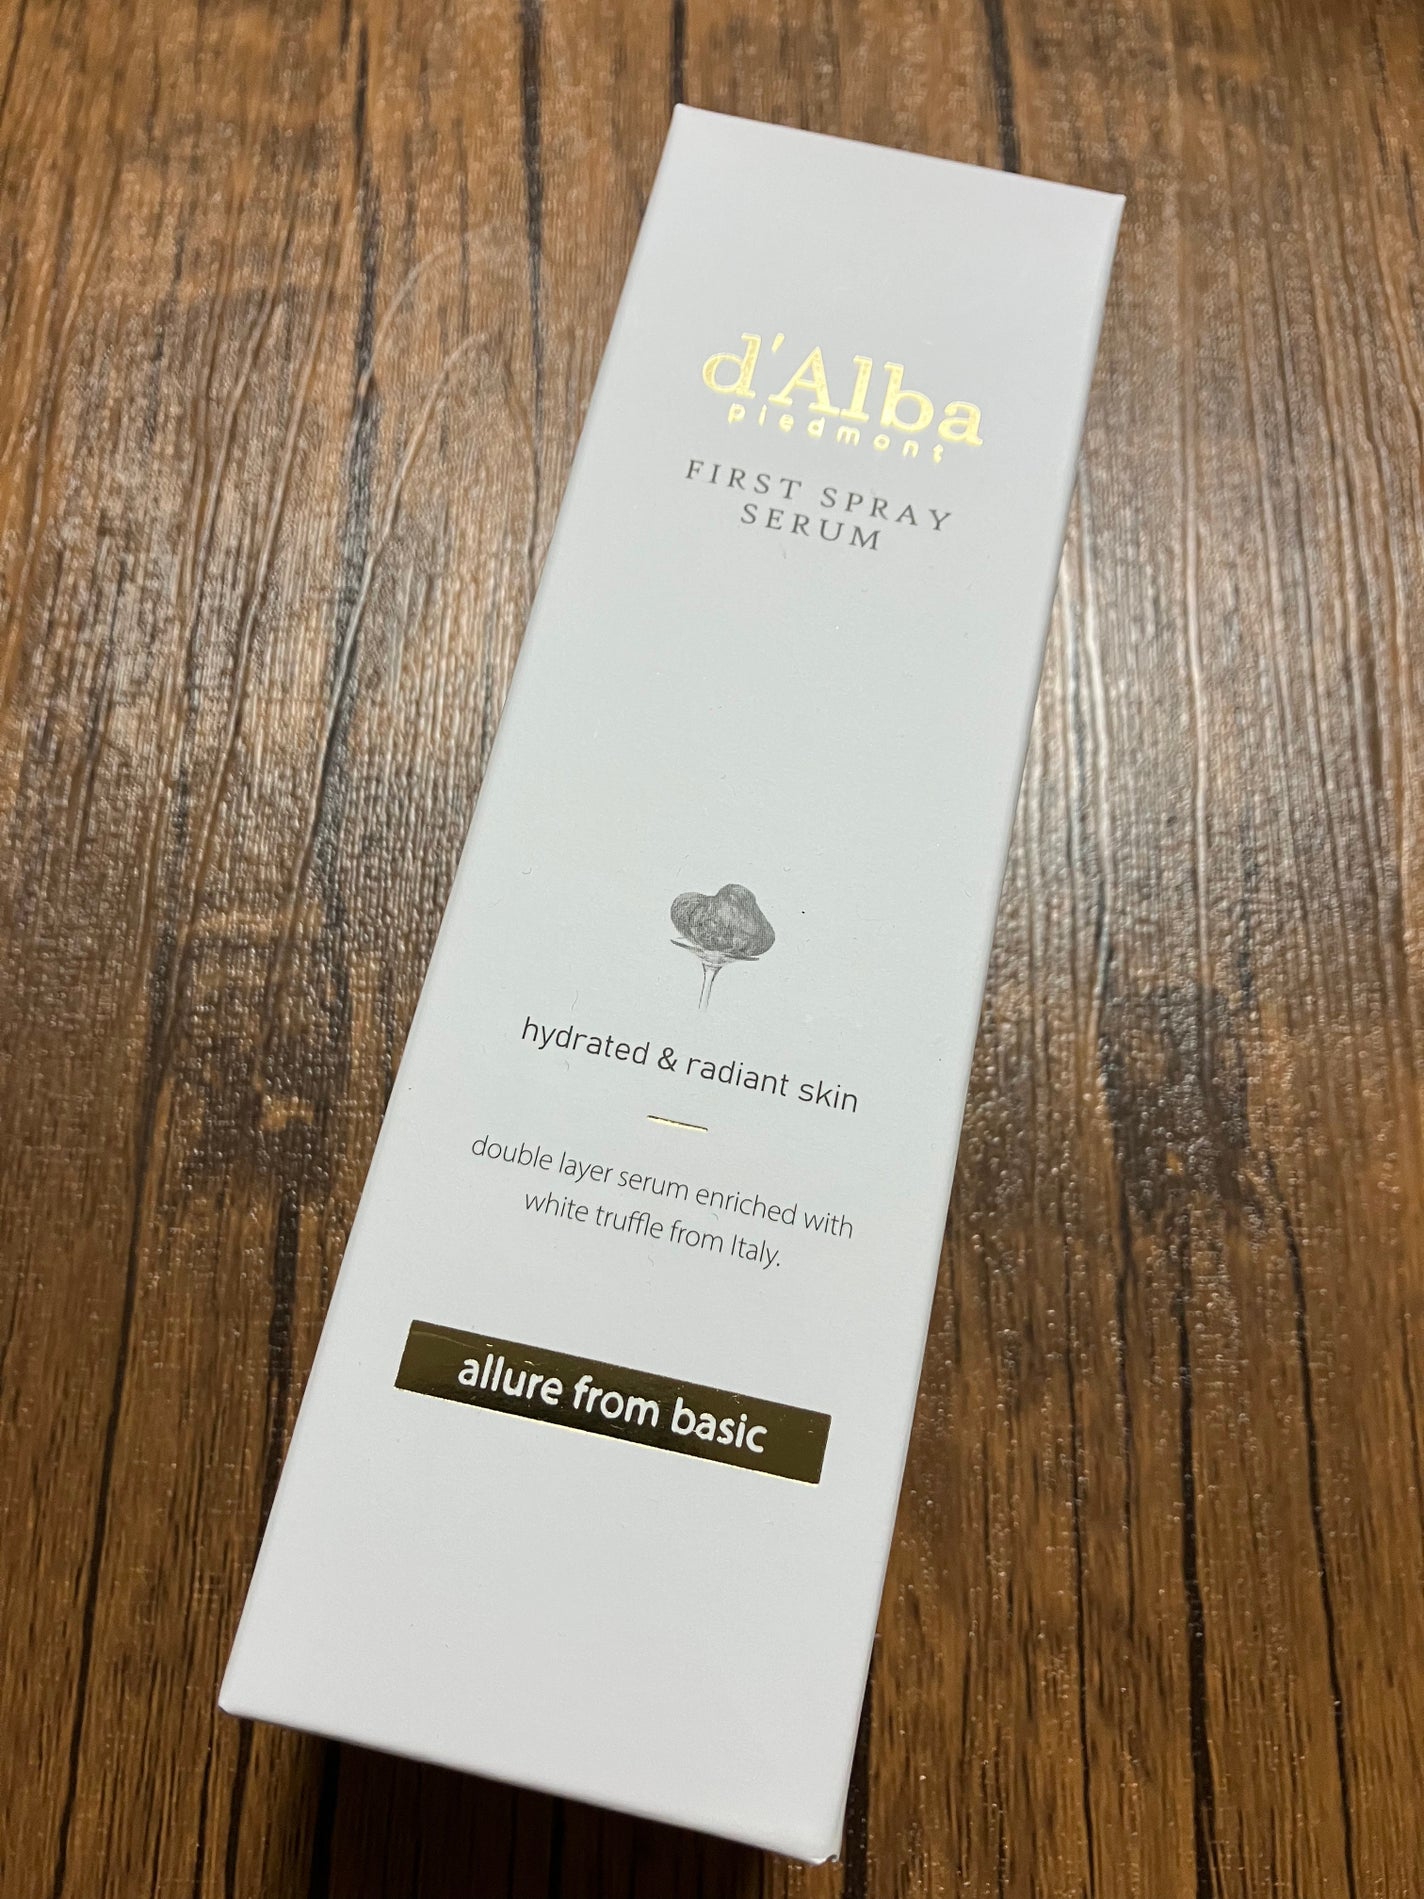 d'Alba
piedmont
FIRST SPRAY
SERUM
hydrated & radiant skin
double layer serum enriched with
white truffle from Italy.
allure from basic